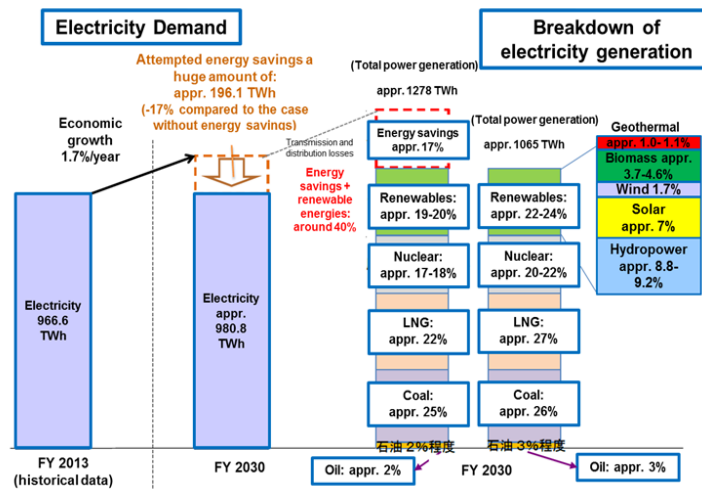 Electricity Demand
Breakdown of
electricity generation
Attempted energy savings a
huge amount of:
appr. 196.1 TWh
(-17% compared to the case
without energy savings)
Economic
growth
1.7%/year
Transmission and
distribution losses
Energy
savings +
renewable
energies:
around 40%
(Total power generation)
appr. 1278 TWh
(Total power generation)
appr. 1065 TWh
Energy savings
appr. 17%
Renewables:
appr. 19-20%
Nuclear:
appr. 17-18%
LNG:
appr. 22%
Coal:
appr. 25%
石油2%程度
Renewables:
appr. 22-24%
Nuclear:
appr. 20-22%
LNG:
appr. 27%
Coal:
appr. 26%
石油3%程度
Geothermal
appr. 1.0-1.1%
Biomass appr.
3.7-4.6%
Wind 1.7%
Solar
appr. 7%
Hydropower
appr. 8.8-
9.2%
Electricity
966.6
TWh
Electricity
appr.
980.8
TWh
FY 2013
(historical data)
FY 2030
Oil: appr. 2%
FY 2030
Oil: appr. 3%